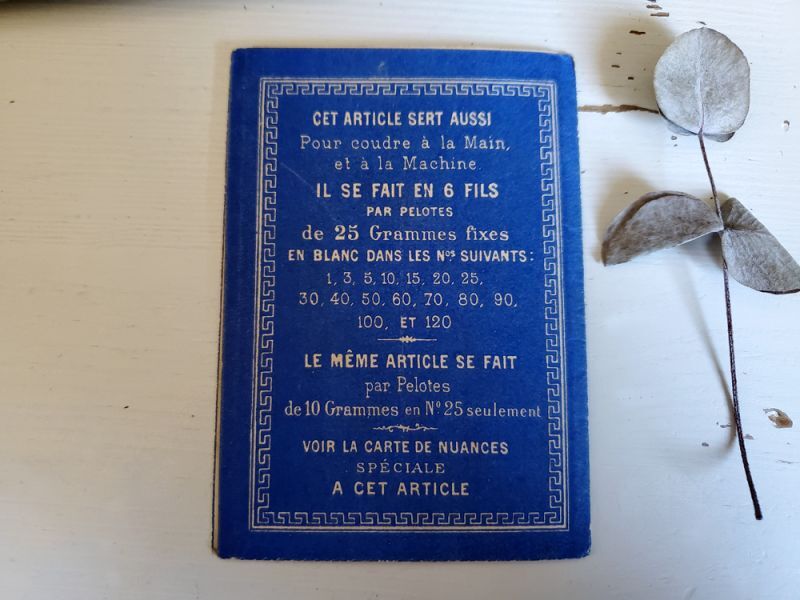 CET ARTICLE SERT AUSSI
Pour coudre à la Main,
et à la Machine.
IL SE FAIT EN 6 FILS
PAR PELOTES
de 25 Grammes fixes
EN BLANC DANS LES Nos SUIVANTS:
1, 3, 5, 10, 15, 20, 25,
30, 40, 50, 60, 70, 80, 90,
100, ET 120
LE MÊME ARTICLE SE FAIT
par Pelotes
de 10 Grammes en No 25 seulement
VOIR LA CARTE DE NUANCES
SPÉCIALE
A CET ARTICLE